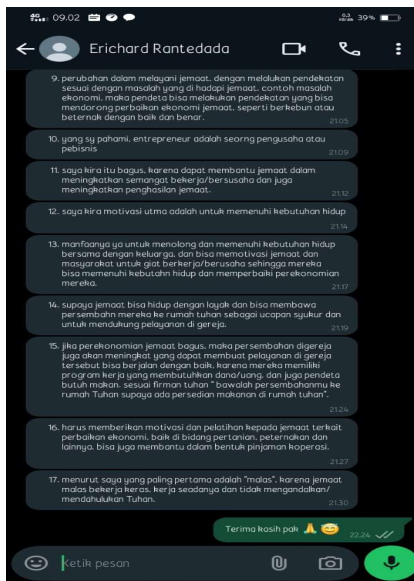 4G 09.02 0.3 KB/dtk 39%
Erichard Rantedada
9. perubahan dalam melayani jemaat, dengan melalukan pendekatan
sesuai dengan masalah yang di hadapi jemaat. contoh masalah
ekonomi, maka pendeta bisa melakukan pendekatan yang bisa
mendorong perbaikan ekonomi jemaat, seperti berkebun atau
beternak dengan baik dan benar.
21.05
10. yang sy pahami, entrepreneur adalah seorng pengusaha atau
pebisnis
21.09
11. saya kira itu bagus, karena dapat membantu jemaat dalam
meningkatkan semangat bekerja/bersusaha dan juga
meningkatkan penghasilan jemaat.
21.12
12. saya kira motivasi utma adalah untuk memenuhi kebutuhan hidup
21.14
13. manfaanya ya untuk menolong dan memenuhi kebutuhan hidup
bersama dengan keluarga, dan bisa memotivasi jemaat dan
masyarakat untuk giat berkerja/berusaha sehingga mereka
bisa memenuhi kebutahn hidup dan memperbaiki perekonomian
mereka.
21.17
14. supaya jemaat bisa hidup dengan layak dan bisa membawa
persembahn mereka ke rumah tuhan sebagai ucapan syukur dan
untuk mendukung pelayanan di gereja.
21.19
15. jika perekonomian jemaat bagus, maka persembahan digereja
juga akan meningkat yang dapat membuat pelayanan di gereja
tersebut bisa berjalan dengan baik, karena mereka memiliki
program kerja yang membutuhkan dana/uang, dan juga pendeta
butuh makan. sesuai firman tuhan " bawalah persembahanmu ke
rumah Tuhan supaya ada persedian makanan di rumah tuhan".
21.24
16. harus memberikan motivasi dan pelatihan kepada jemaat terkait
perbaikan ekonomi, baik di bidang pertanian, peternakan dan
lainnya. bisa juga membantu dalam bentuk pinjaman koperasi.
21.27
17. menurut saya yang paling pertama adalah "malas". karena jemaat
malas bekerja keras, kerja seadanya dan tidak mengandalkan/
mendahulukan Tuhan.
21.30
Terima kasih pak 🙏 😇 22.24
Ketik pesan